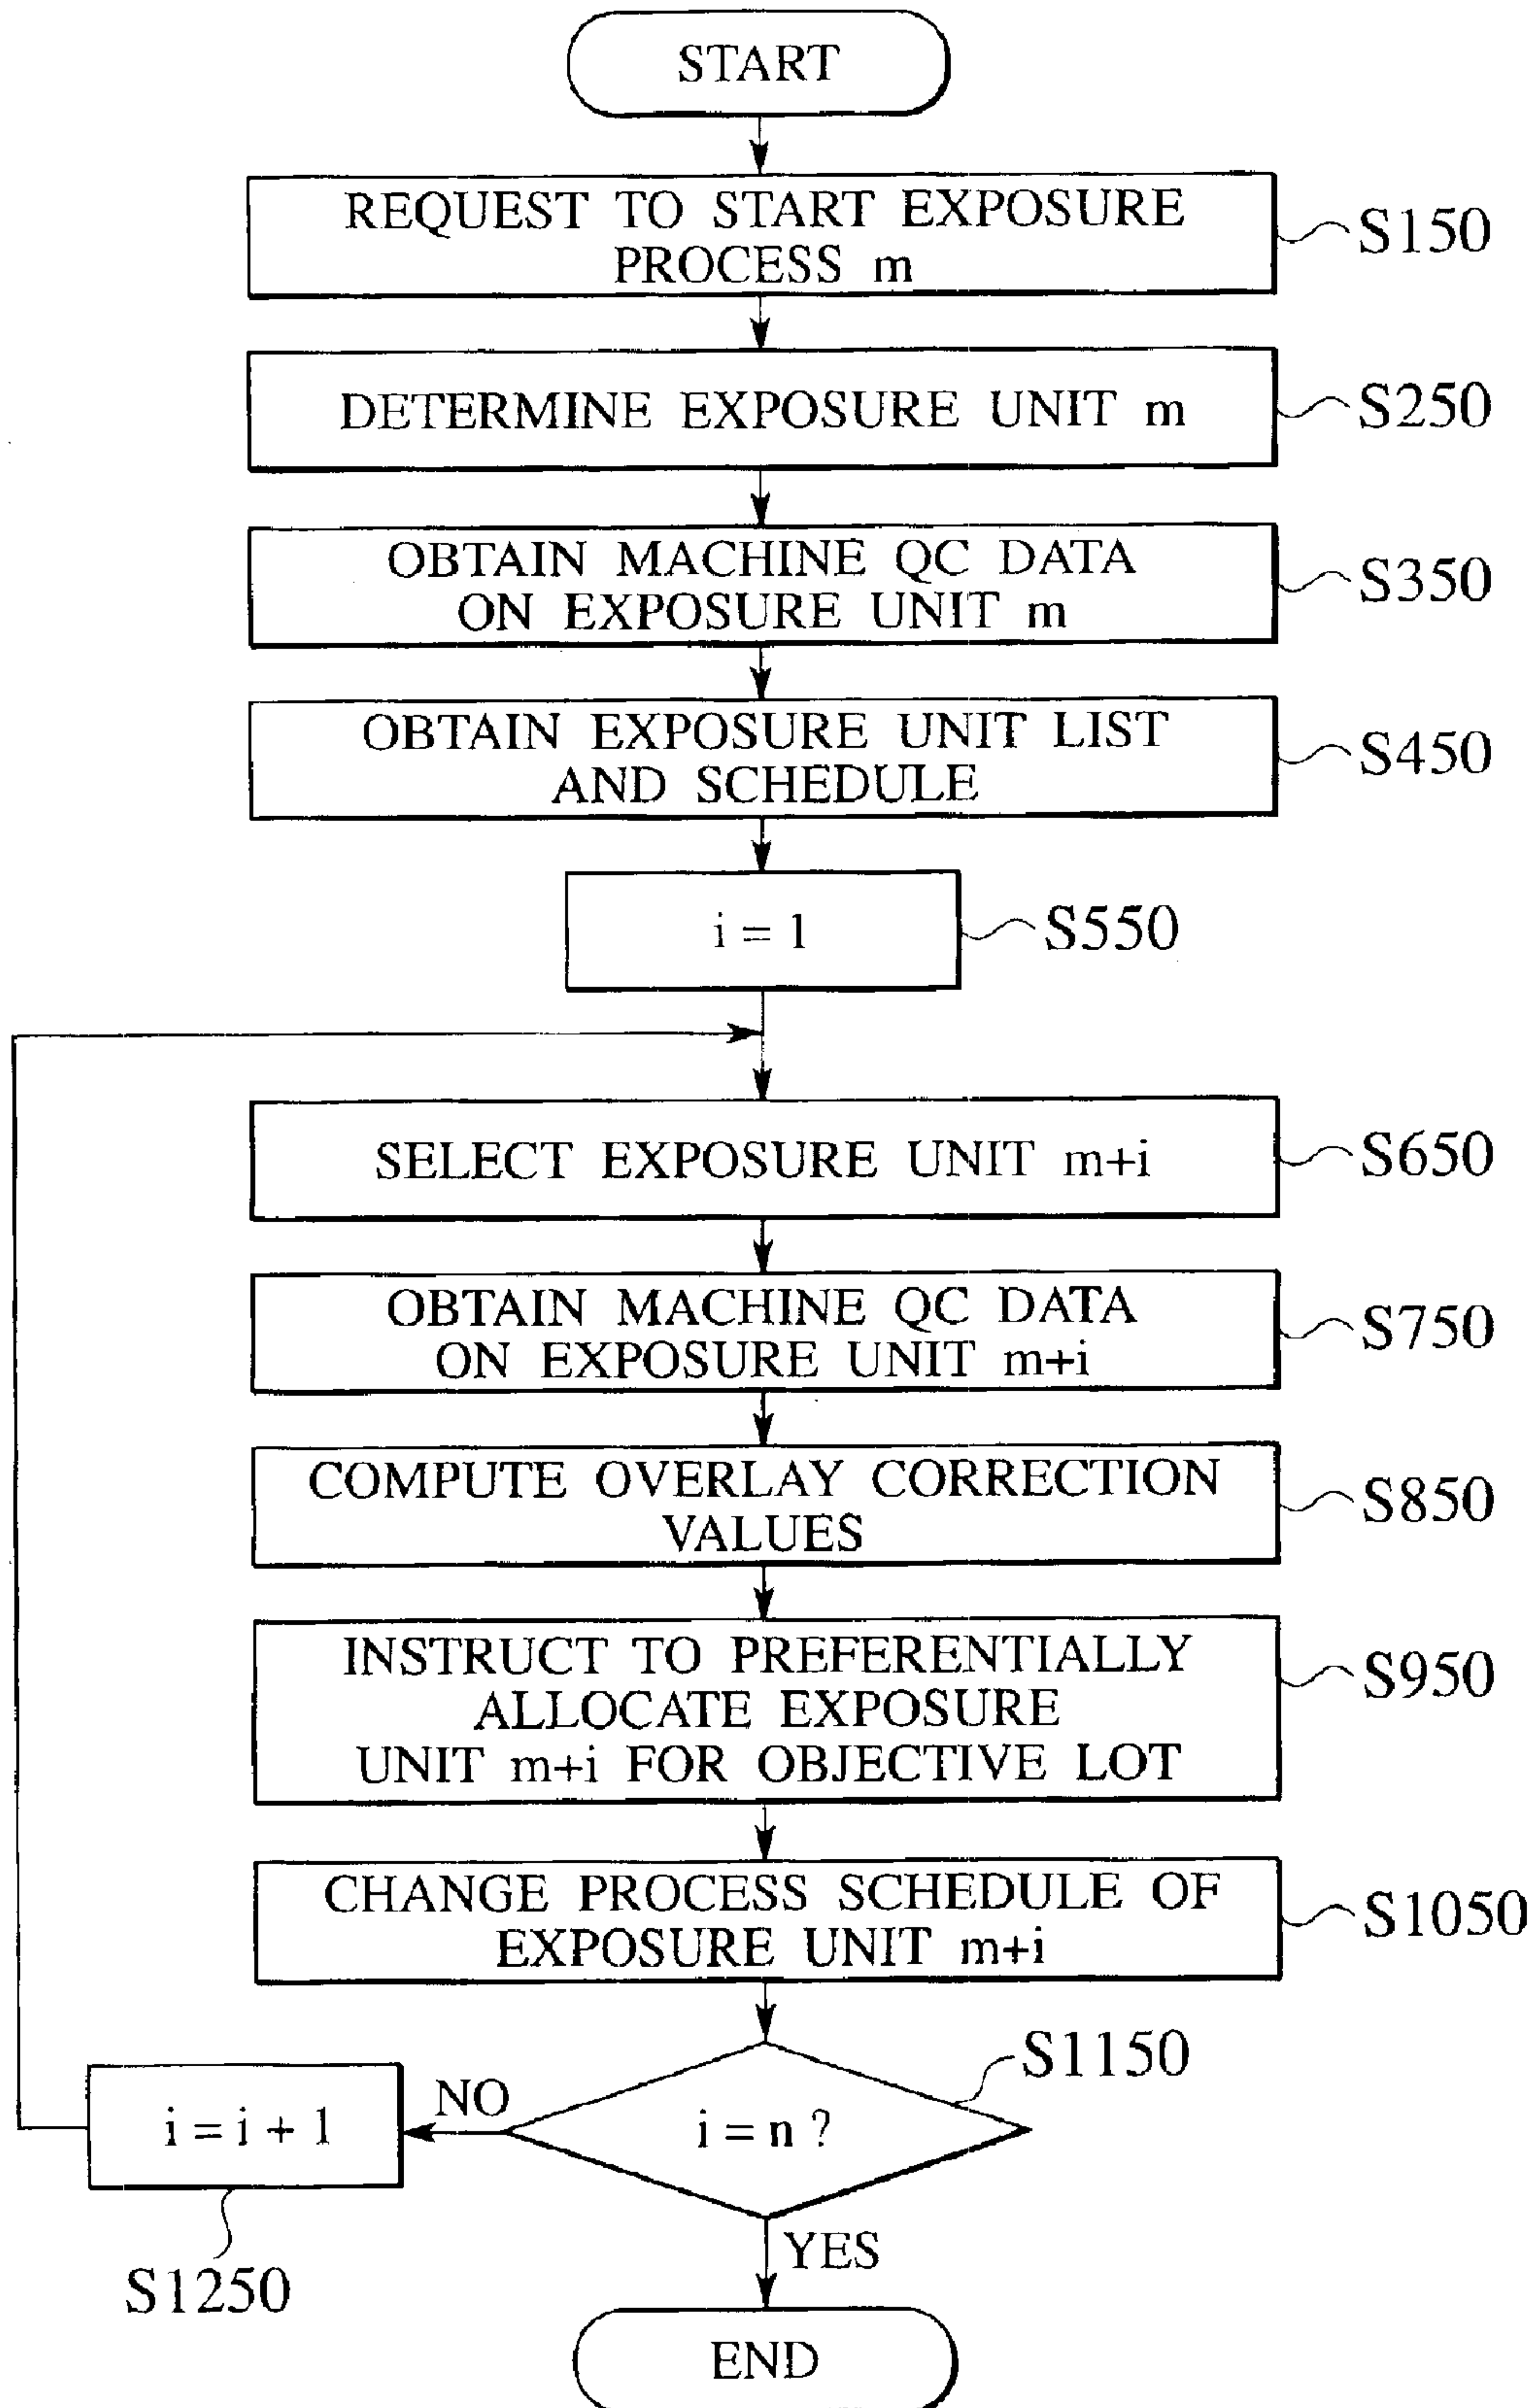 START
REQUEST TO START EXPOSURE
PROCESS m
S150
DETERMINE EXPOSURE UNIT m
S250
OBTAIN MACHINE QC DATA
ON EXPOSURE UNIT m
S350
OBTAIN EXPOSURE UNIT LIST
AND SCHEDULE
S450
i = 1
S550
SELECT EXPOSURE UNIT m+i
S650
OBTAIN MACHINE QC DATA
ON EXPOSURE UNIT m+i
S750
COMPUTE OVERLAY CORRECTION
VALUES
S850
INSTRUCT TO PREFERENTIALLY
ALLOCATE EXPOSURE
UNIT m+i FOR OBJECTIVE LOT
S950
CHANGE PROCESS SCHEDULE OF
EXPOSURE UNIT m+i
S1050
i = n ?
S1150
NO
i = i + 1
S1250
YES
END